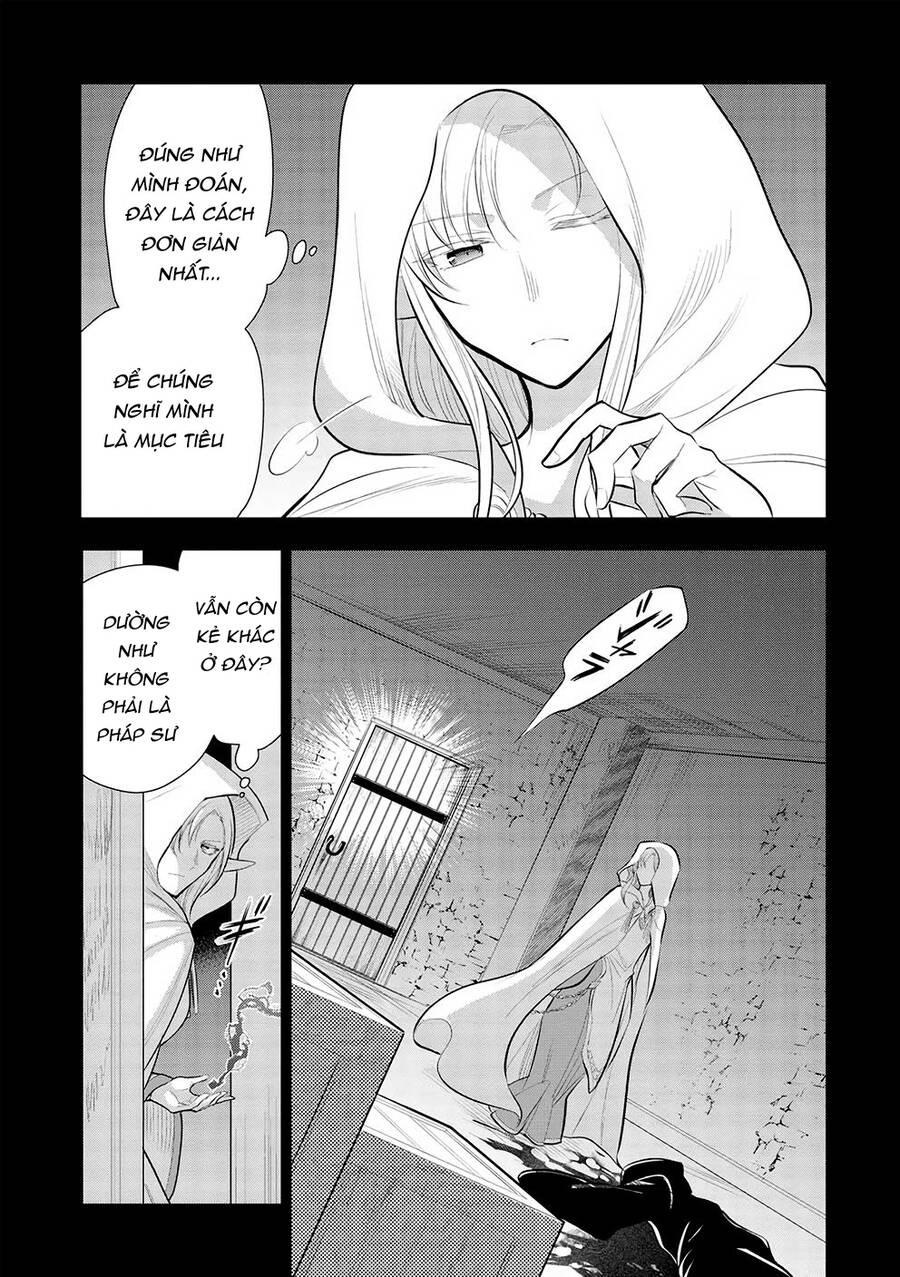 ĐÚNG NHƯ
MÌNH ĐOÁN,
ĐÂY LÀ CÁCH
ĐƠN GIẢN
NHẤT...
ĐỂ CHÚNG
NGHĨ MÌNH
LÀ MỤC TIÊU
VẪN CÒN
KẺ KHÁC
Ở ĐÂY?
DƯỜNG
NHƯ
KHÔNG
PHẢI LÀ
PHÁP SƯ